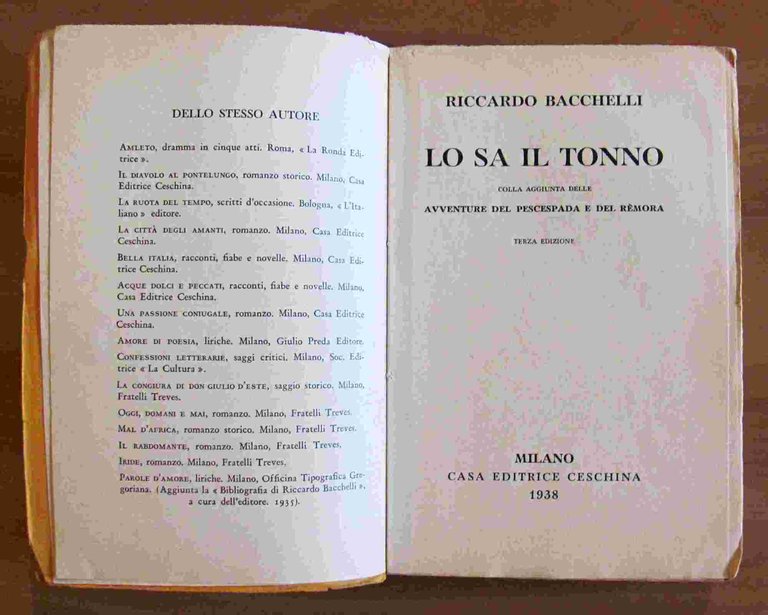 DELLO STESSO AUTORE
AMLETO, dramma in cinque atti. Roma, « La Ronda Edi-
trice ».
IL DIAVOLO AL PONTELUNGO, romanzo storico. Milano, Casa
Editrice Ceschina.
LA RUOTA DEL TEMPO, scritti d'occasione. Bologna, « L'Ita-
liano » editore.
LA CITTÀ DEGLI AMANTI, romanzo. Milano, Casa Editrice
Ceschina.
BELLA ITALIA, racconti, fiabe e novelle. Milano, Casa Edi-
trice Ceschina.
ACQUE DOLCI E PECCATI, racconti, fiabe e novelle. Milano,
Casa Editrice Ceschina.
UNA PASSIONE CONIUGALE, romanzo. Milano, Casa Editrice
Ceschina.
AMORE DI POESIA, liriche. Milano, Giulio Preda Editore.
CONFESSIONI LETTERARIE, saggi critici. Milano, Soc. Edi-
trice « La Cultura ».
LA CONGIURA DI DON GIULIO D'ESTE, saggio storico. Milano,
Fratelli Treves.
OGGI, DOMANI E MAI, romanzo. Milano, Fratelli Treves.
MAL D'AFRICA, romanzo storico. Milano, Fratelli Treves.
IL RABDOMANTE, romanzo. Milano, Fratelli Treves.
IRIDE, romanzo. Milano, Fratelli Treves.
PAROLE D'AMORE, liriche. Milano, Officina Tipografica Gre-
goriana. (Aggiunta la « Bibliografia di Riccardo Bacchelli »,
a cura dell'editore. 1935).
RICCARDO BACCHELLI
LO SA IL TONNO
COLLA AGGIUNTA DELLE
AVVENTURE DEL PESCESPADA E DEL RÈMORA
TERZA EDIZIONE
MILANO
CASA EDITRICE CESCHINA
1938